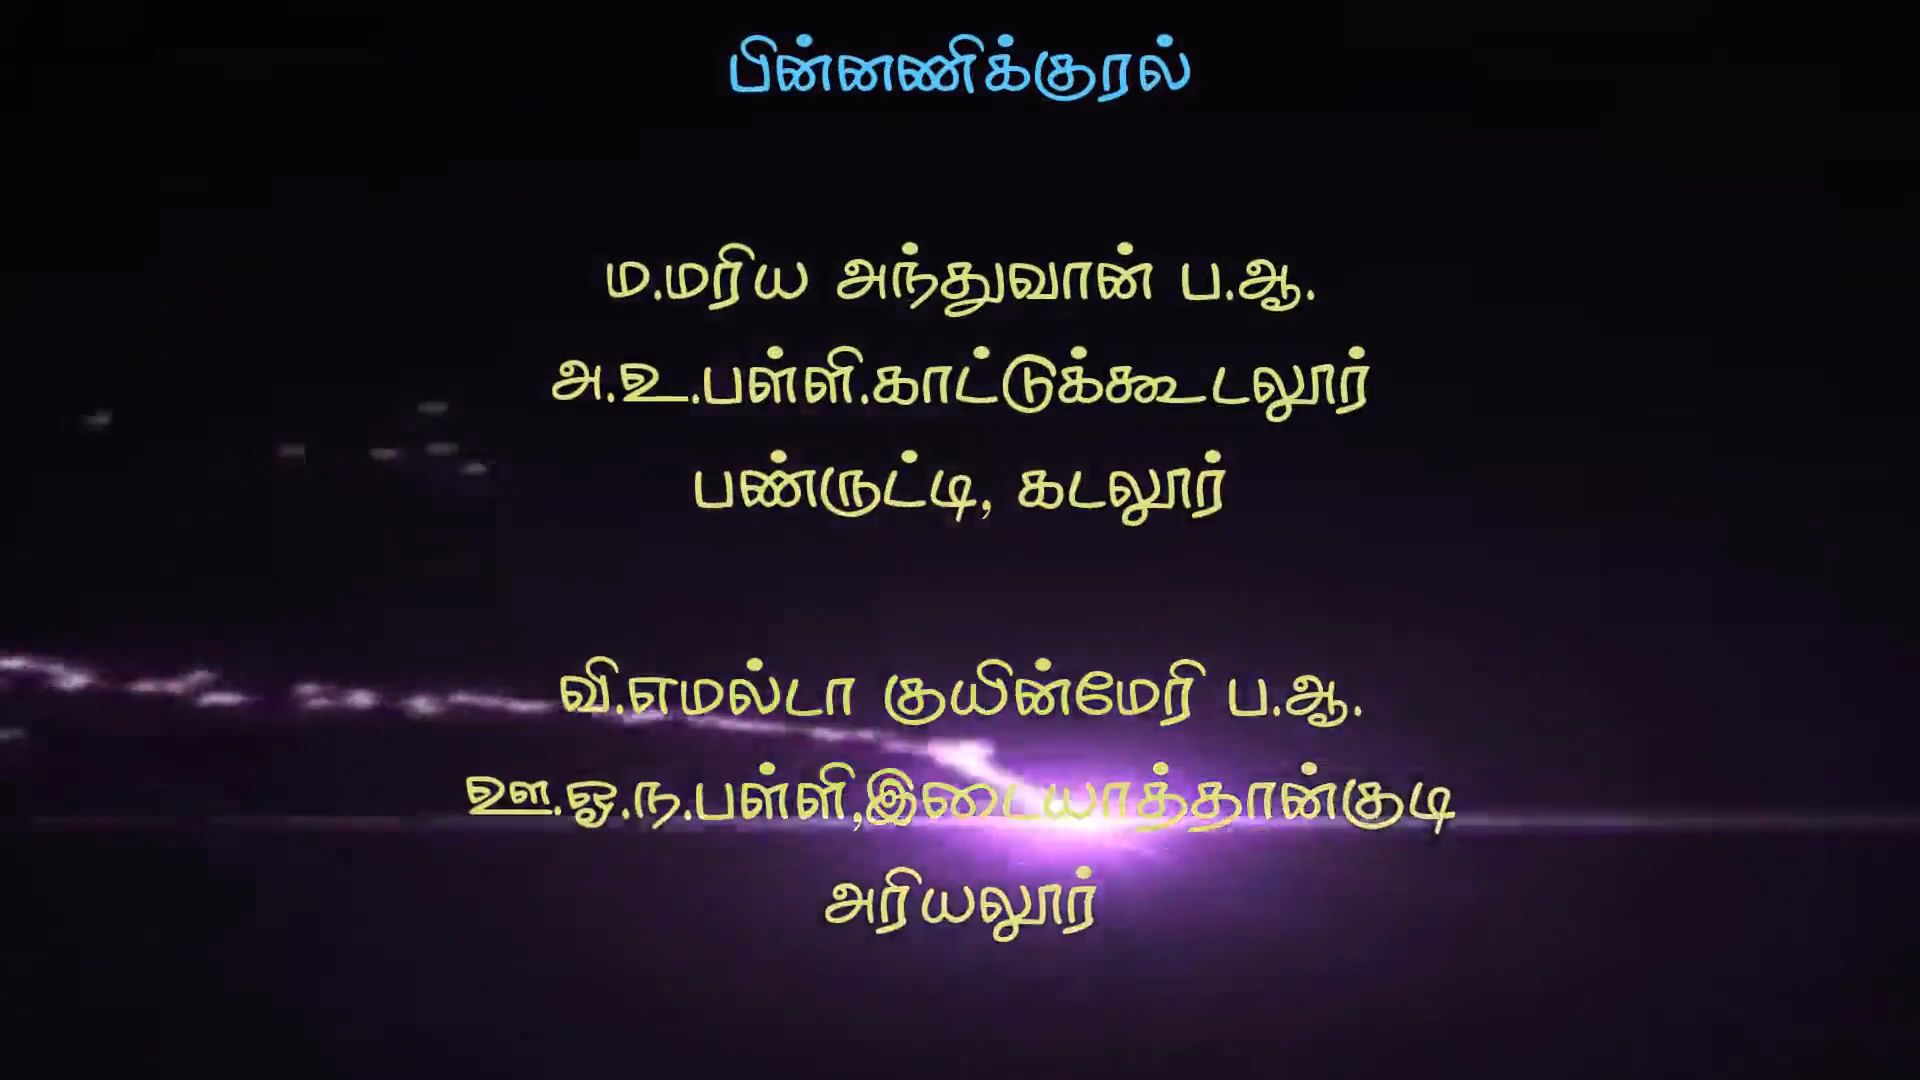 பின்னணிக்குரல்
ம.மரிய அந்துவான் ப.ஆ.
அ.உ.பள்ளி.காட்டுக்கூடலூர்
பண்ருட்டி, கடலூர்
வி.எமல்டா குயின்மேரி ப.ஆ.
ஊ.ஓ.ந.பள்ளி,இடையாத்தான்குடி
அரியலூர்